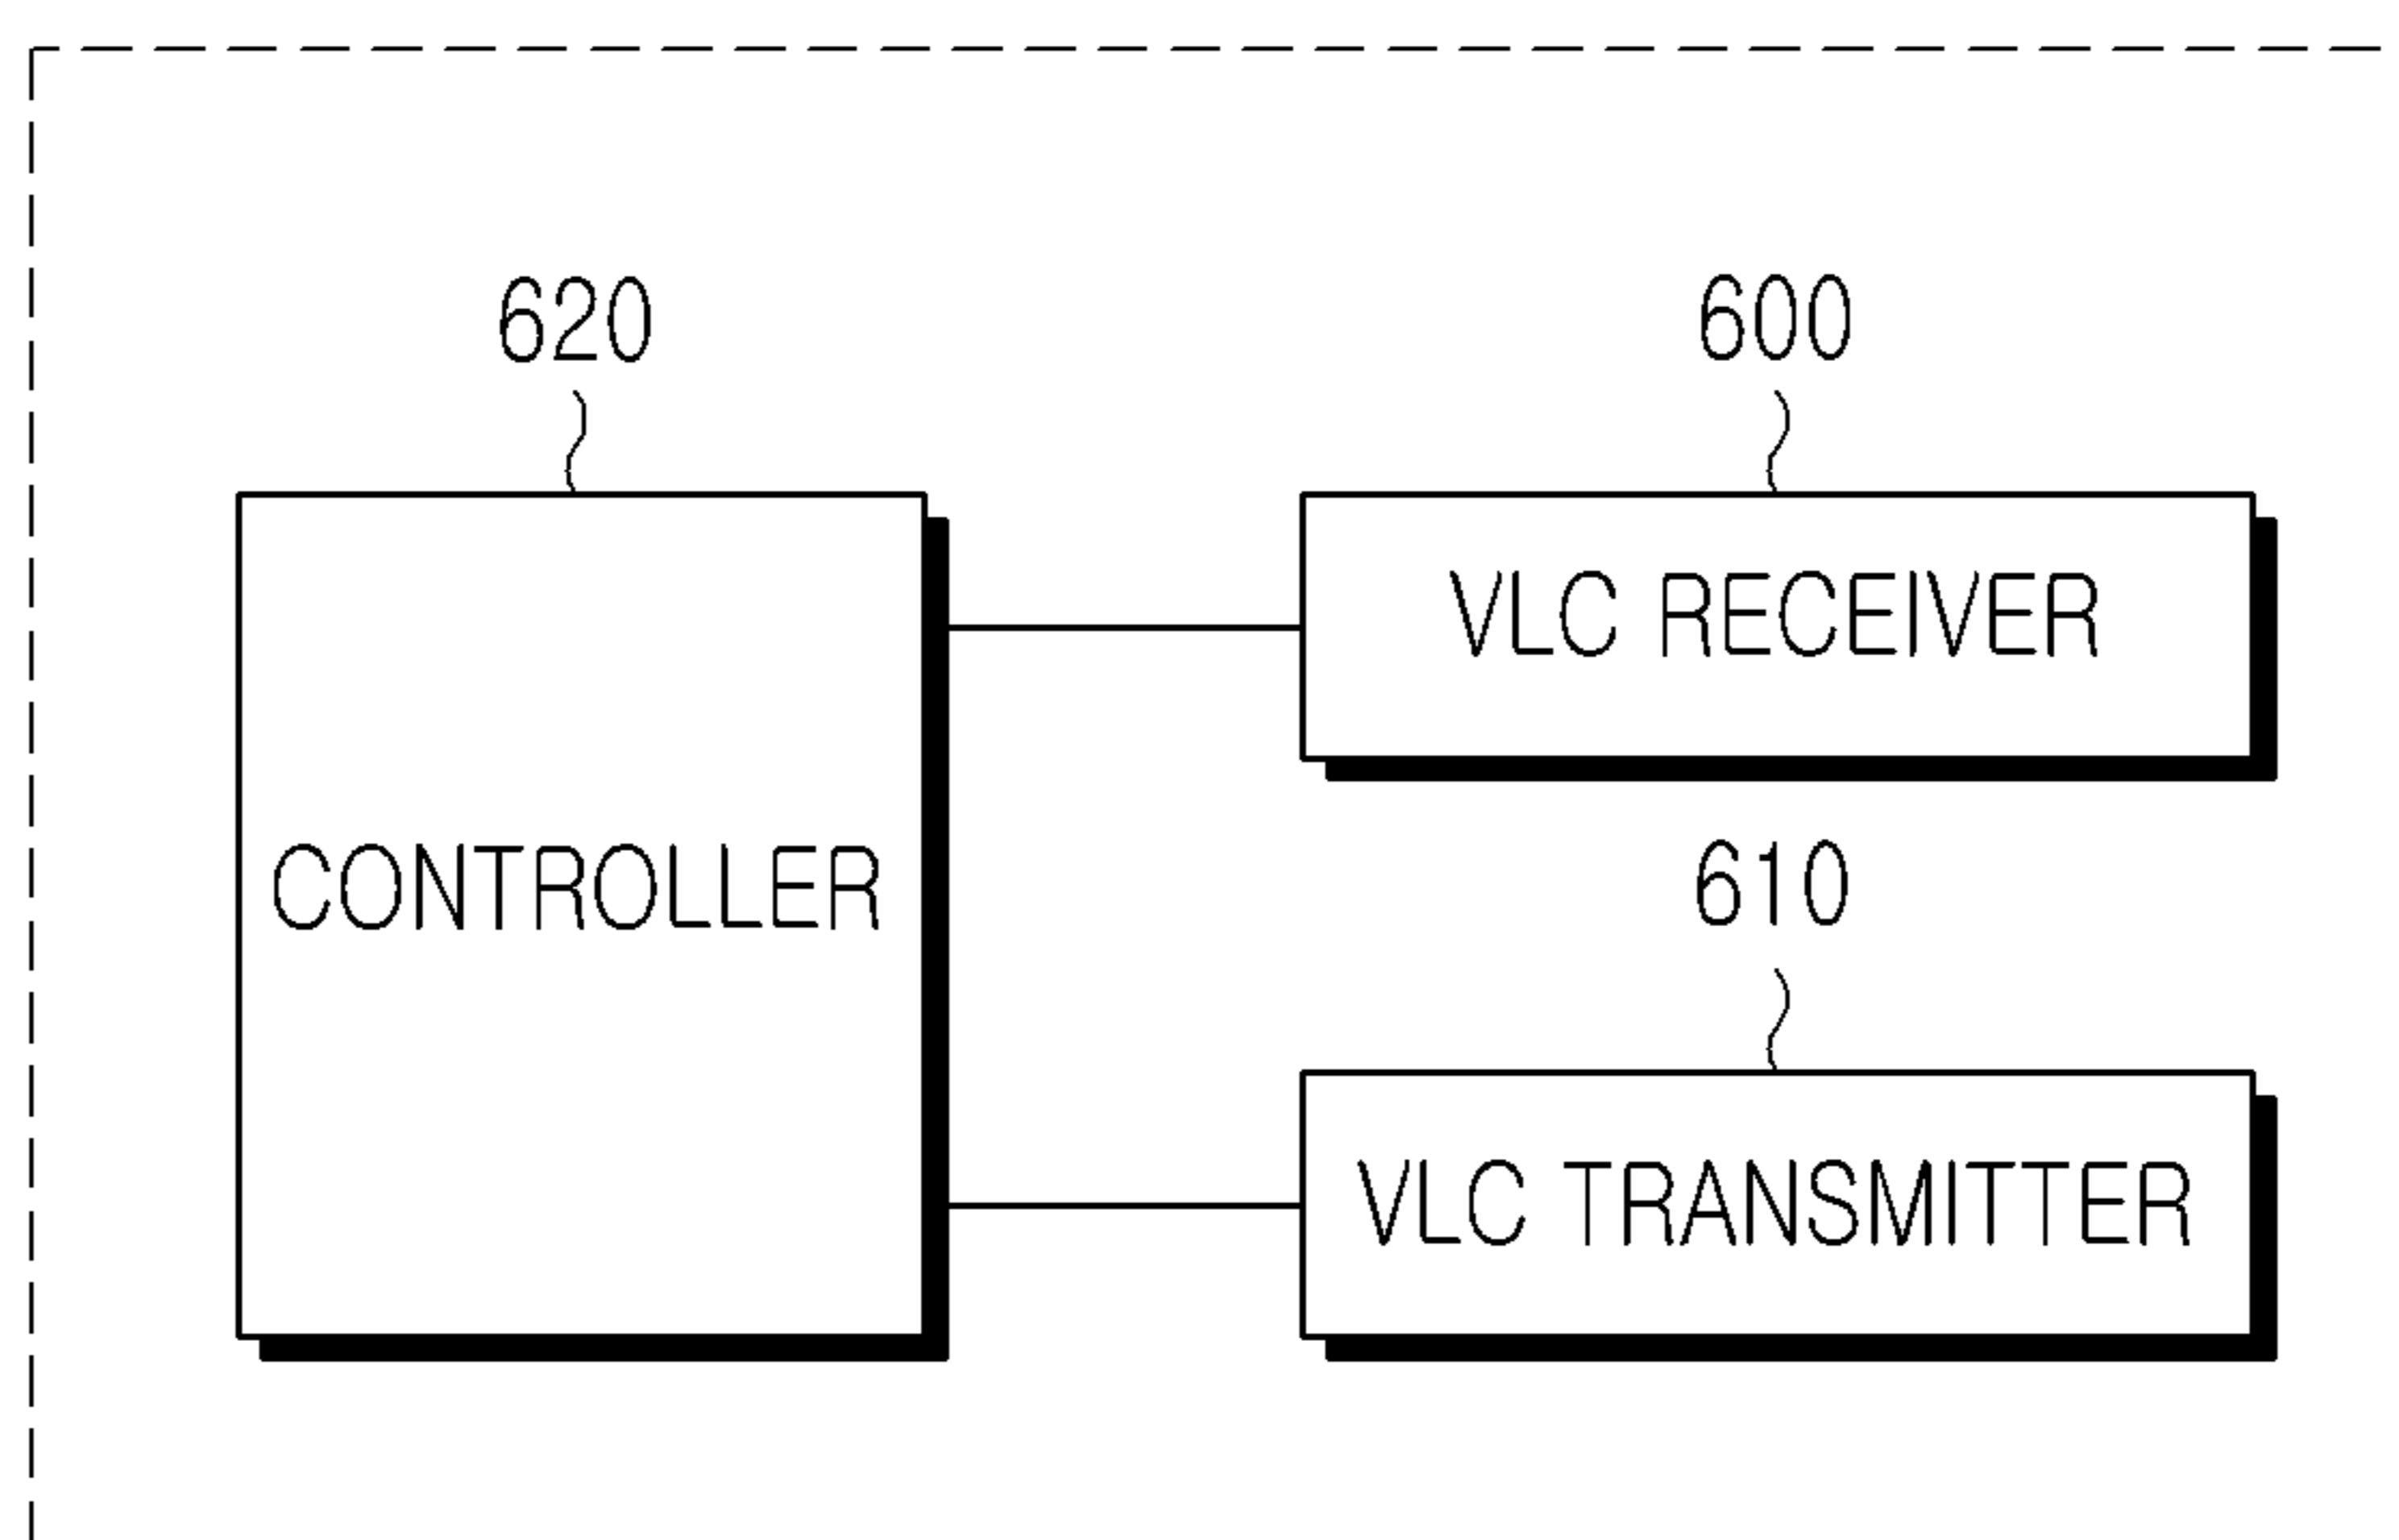 620
600
VLC RECEIVER
CONTROLLER
610
VLC TRANSMITTER